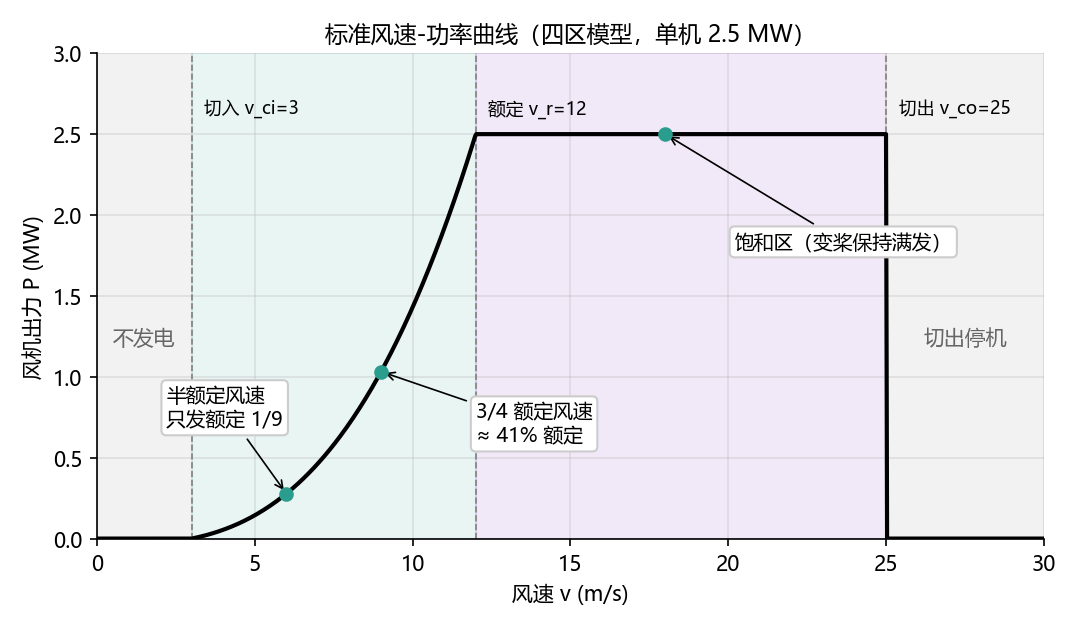 标准风速-功率曲线（四区模型，单机 2.5 MW）
3.0
2.5
2.0
1.5
1.0
0.5
0.0
风机出力 P (MW)
切入 v_ci=3
额定 v_r=12
切出 v_co=25
饱和区（变桨保持满发）
不发电
切出停机
半额定风速
只发额定 1/9
3/4 额定风速
≈ 41% 额定
0
5
10
15
20
25
30
风速 v (m/s)